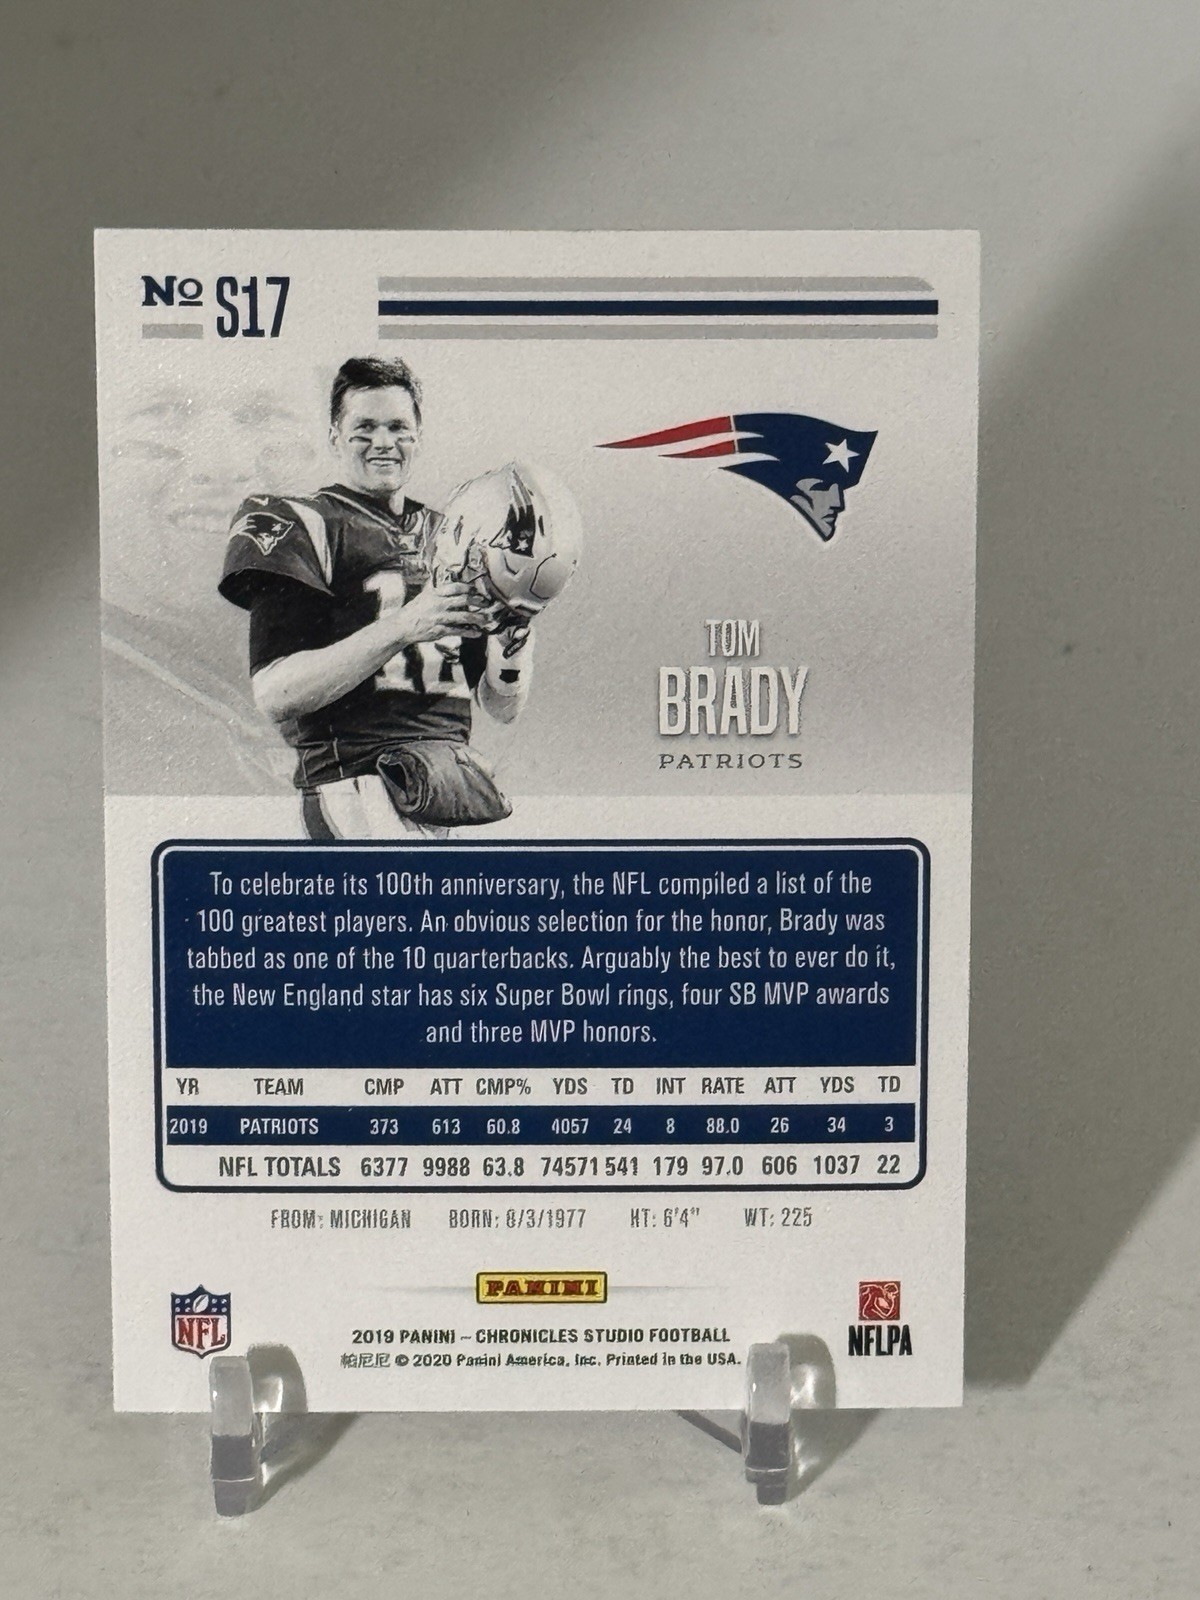 No S17
TOM
BRADY
PATRIOTS
To celebrate its 100th anniversary, the NFL compiled a list of the
100 greatest players. An obvious selection for the honor, Brady was
tabbed as one of the 10 quarterbacks. Arguably the best to ever do it,
the New England star has six Super Bowl rings, four SB MVP awards
and three MVP honors.
YR TEAM CMP ATT CMP% YDS TD INT RATE ATT YDS TD
2019 PATRIOTS 373 613 60.8 4057 24 8 88.0 26 34 3
NFL TOTALS 6377 9988 63.8 74571 541 179 97.0 606 1037 22
FROM: MICHIGAN BORN: 8/3/1977 HT: 6'4" WT: 225
PANINI
NFL
2019 PANINI – CHRONICLES STUDIO FOOTBALL
帕尼尼 © 2020 Panini America, Inc. Printed in the USA.
NFLPA